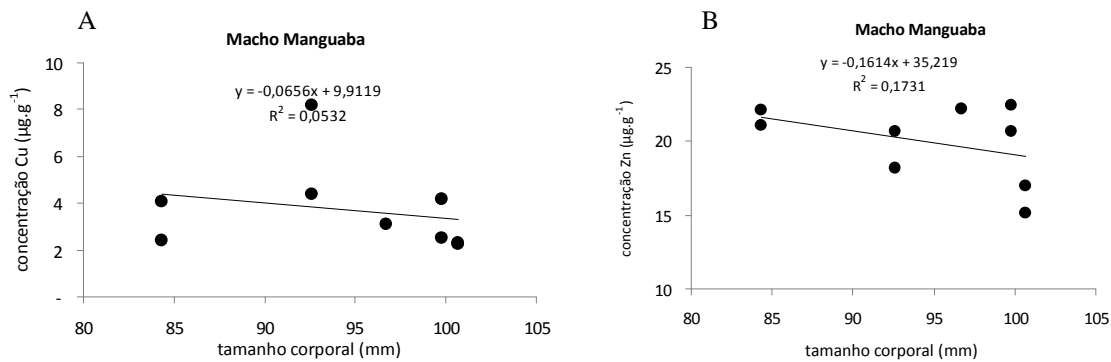 A
Macho Manguaba
y = -0,0656x + 9,9119
R² = 0,0532
concentração Cu (µg.g⁻¹)
10
8
6
4
2
-
80 85 90 95 100 105
tamanho corporal (mm)
B
Macho Manguaba
y = -0,1614x + 35,219
R² = 0,1731
concentração Zn (µg.g⁻¹)
25
20
15
10
80 85 90 95 100 105
tamanho corporal (mm)